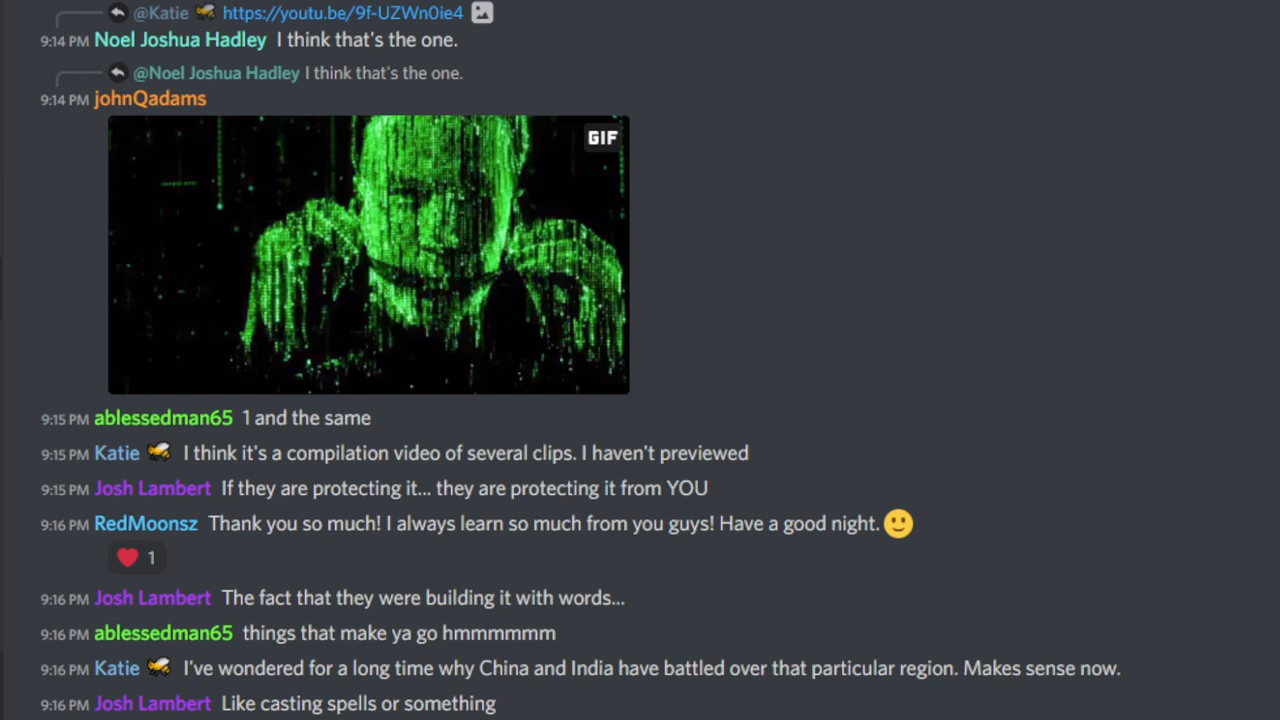 @Katie https://youtu.be/9f-UZWn0ie4
9:14 PM Noel Joshua Hadley I think that's the one.
@Noel Joshua Hadley I think that's the one.
9:14 PM johnQadams
GIF
9:15 PM ablessedman65 1 and the same
9:15 PM Katie I think it's a compilation video of several clips. I haven't previewed
9:15 PM Josh Lambert If they are protecting it... they are protecting it from YOU
9:16 PM RedMoonsz Thank you so much! I always learn so much from you guys! Have a good night. 🙂
❤️ 1
9:16 PM Josh Lambert The fact that they were building it with words...
9:16 PM ablessedman65 things that make ya go hmmmmmm
9:16 PM Katie I've wondered for a long time why China and India have battled over that particular region. Makes sense now.
9:16 PM Josh Lambert Like casting spells or something